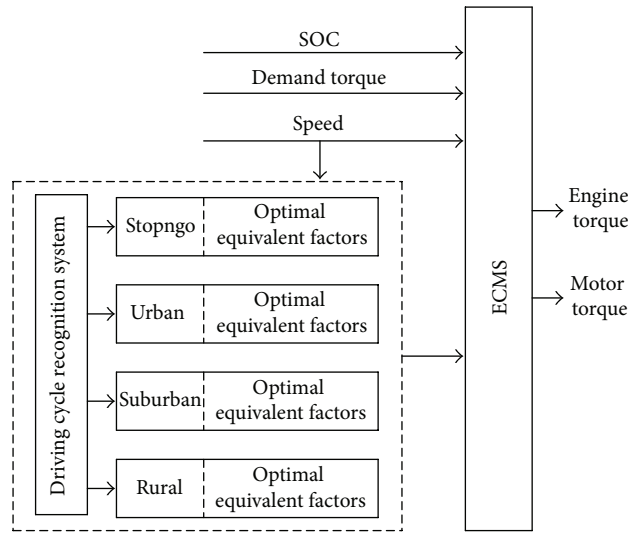 SOC
Demand torque
Speed
Driving cycle recognition system
Stopngo
Optimal
equivalent factors
Urban
Optimal
equivalent factors
Suburban
Optimal
equivalent factors
Rural
Optimal
equivalent factors
ECMS
Engine
torque
Motor
torque